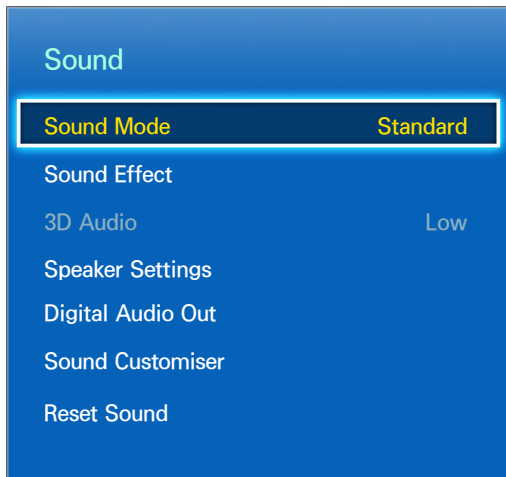 Sound
Sound Mode Standard
Sound Effect
3D Audio Low
Speaker Settings
Digital Audio Out
Sound Customiser
Reset Sound